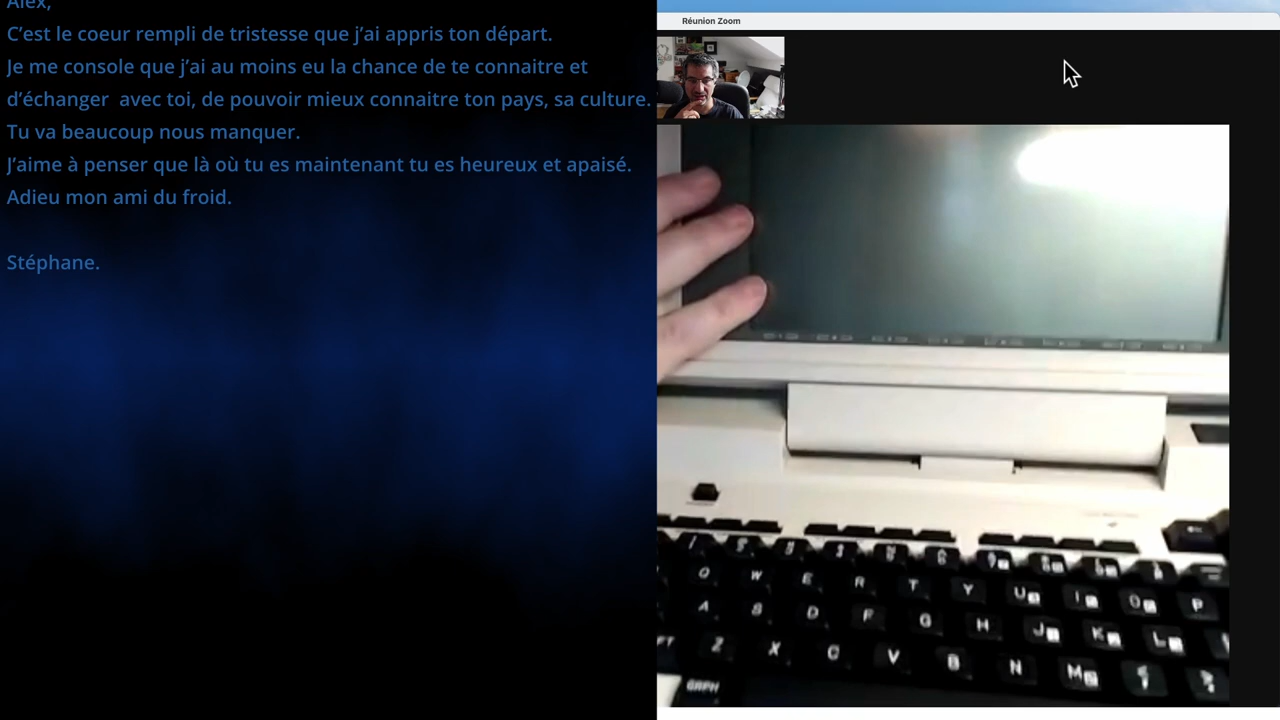 Alex,
C'est le coeur rempli de tristesse que j'ai appris ton départ.
Je me console que j'ai au moins eu la chance de te connaitre et
d'échanger  avec toi, de pouvoir mieux connaitre ton pays, sa culture.
Tu va beaucoup nous manquer.
J'aime à penser que là où tu es maintenant tu es heureux et apaisé.
Adieu mon ami du froid.
Stéphane.
Réunion Zoom
W E R T Y U I O P
A S D F G H J K L
Z X C V B N M
GRPH